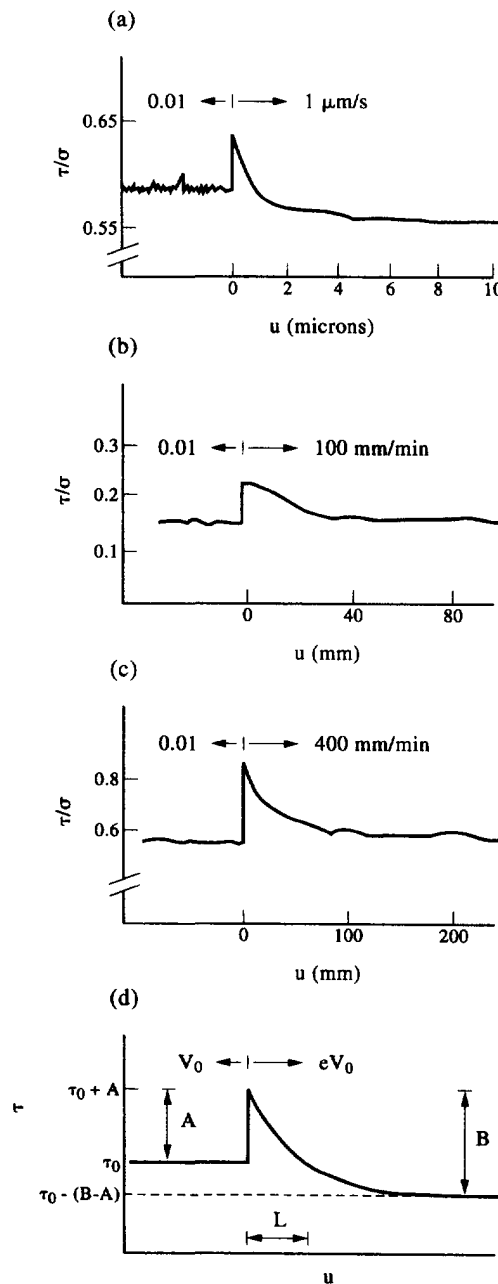 (a)
0.01 1 μm/s
0.65
τ/σ
0.55
0 2 4 6 8 10
u (microns)
(b)
0.01 100 mm/min
0.3
τ/σ
0.2
0.1
0 40 80
u (mm)
(c)
0.01 400 mm/min
0.8
τ/σ
0.6
0 100 200
u (mm)
(d)
V₀ eV₀
τ₀ + A
τ
A
B
τ₀
τ₀ - (B-A)
L
u